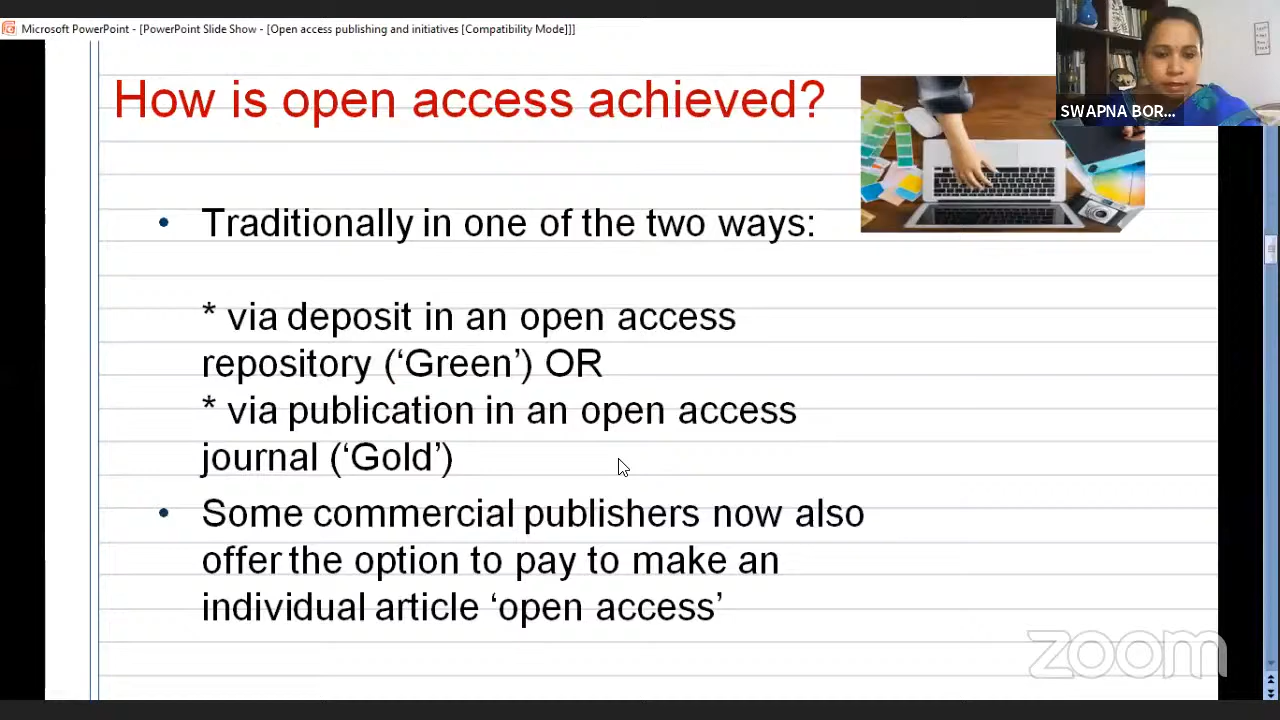 Microsoft PowerPoint - [PowerPoint Slide Show - [Open access publishing and initiatives [Compatibility Mode]]]
How is open access achieved?
SWAPNA BOR...
• Traditionally in one of the two ways:
* via deposit in an open access
repository (‘Green’) OR
* via publication in an open access
journal (‘Gold’)
• Some commercial publishers now also
offer the option to pay to make an
individual article ‘open access’
zoom